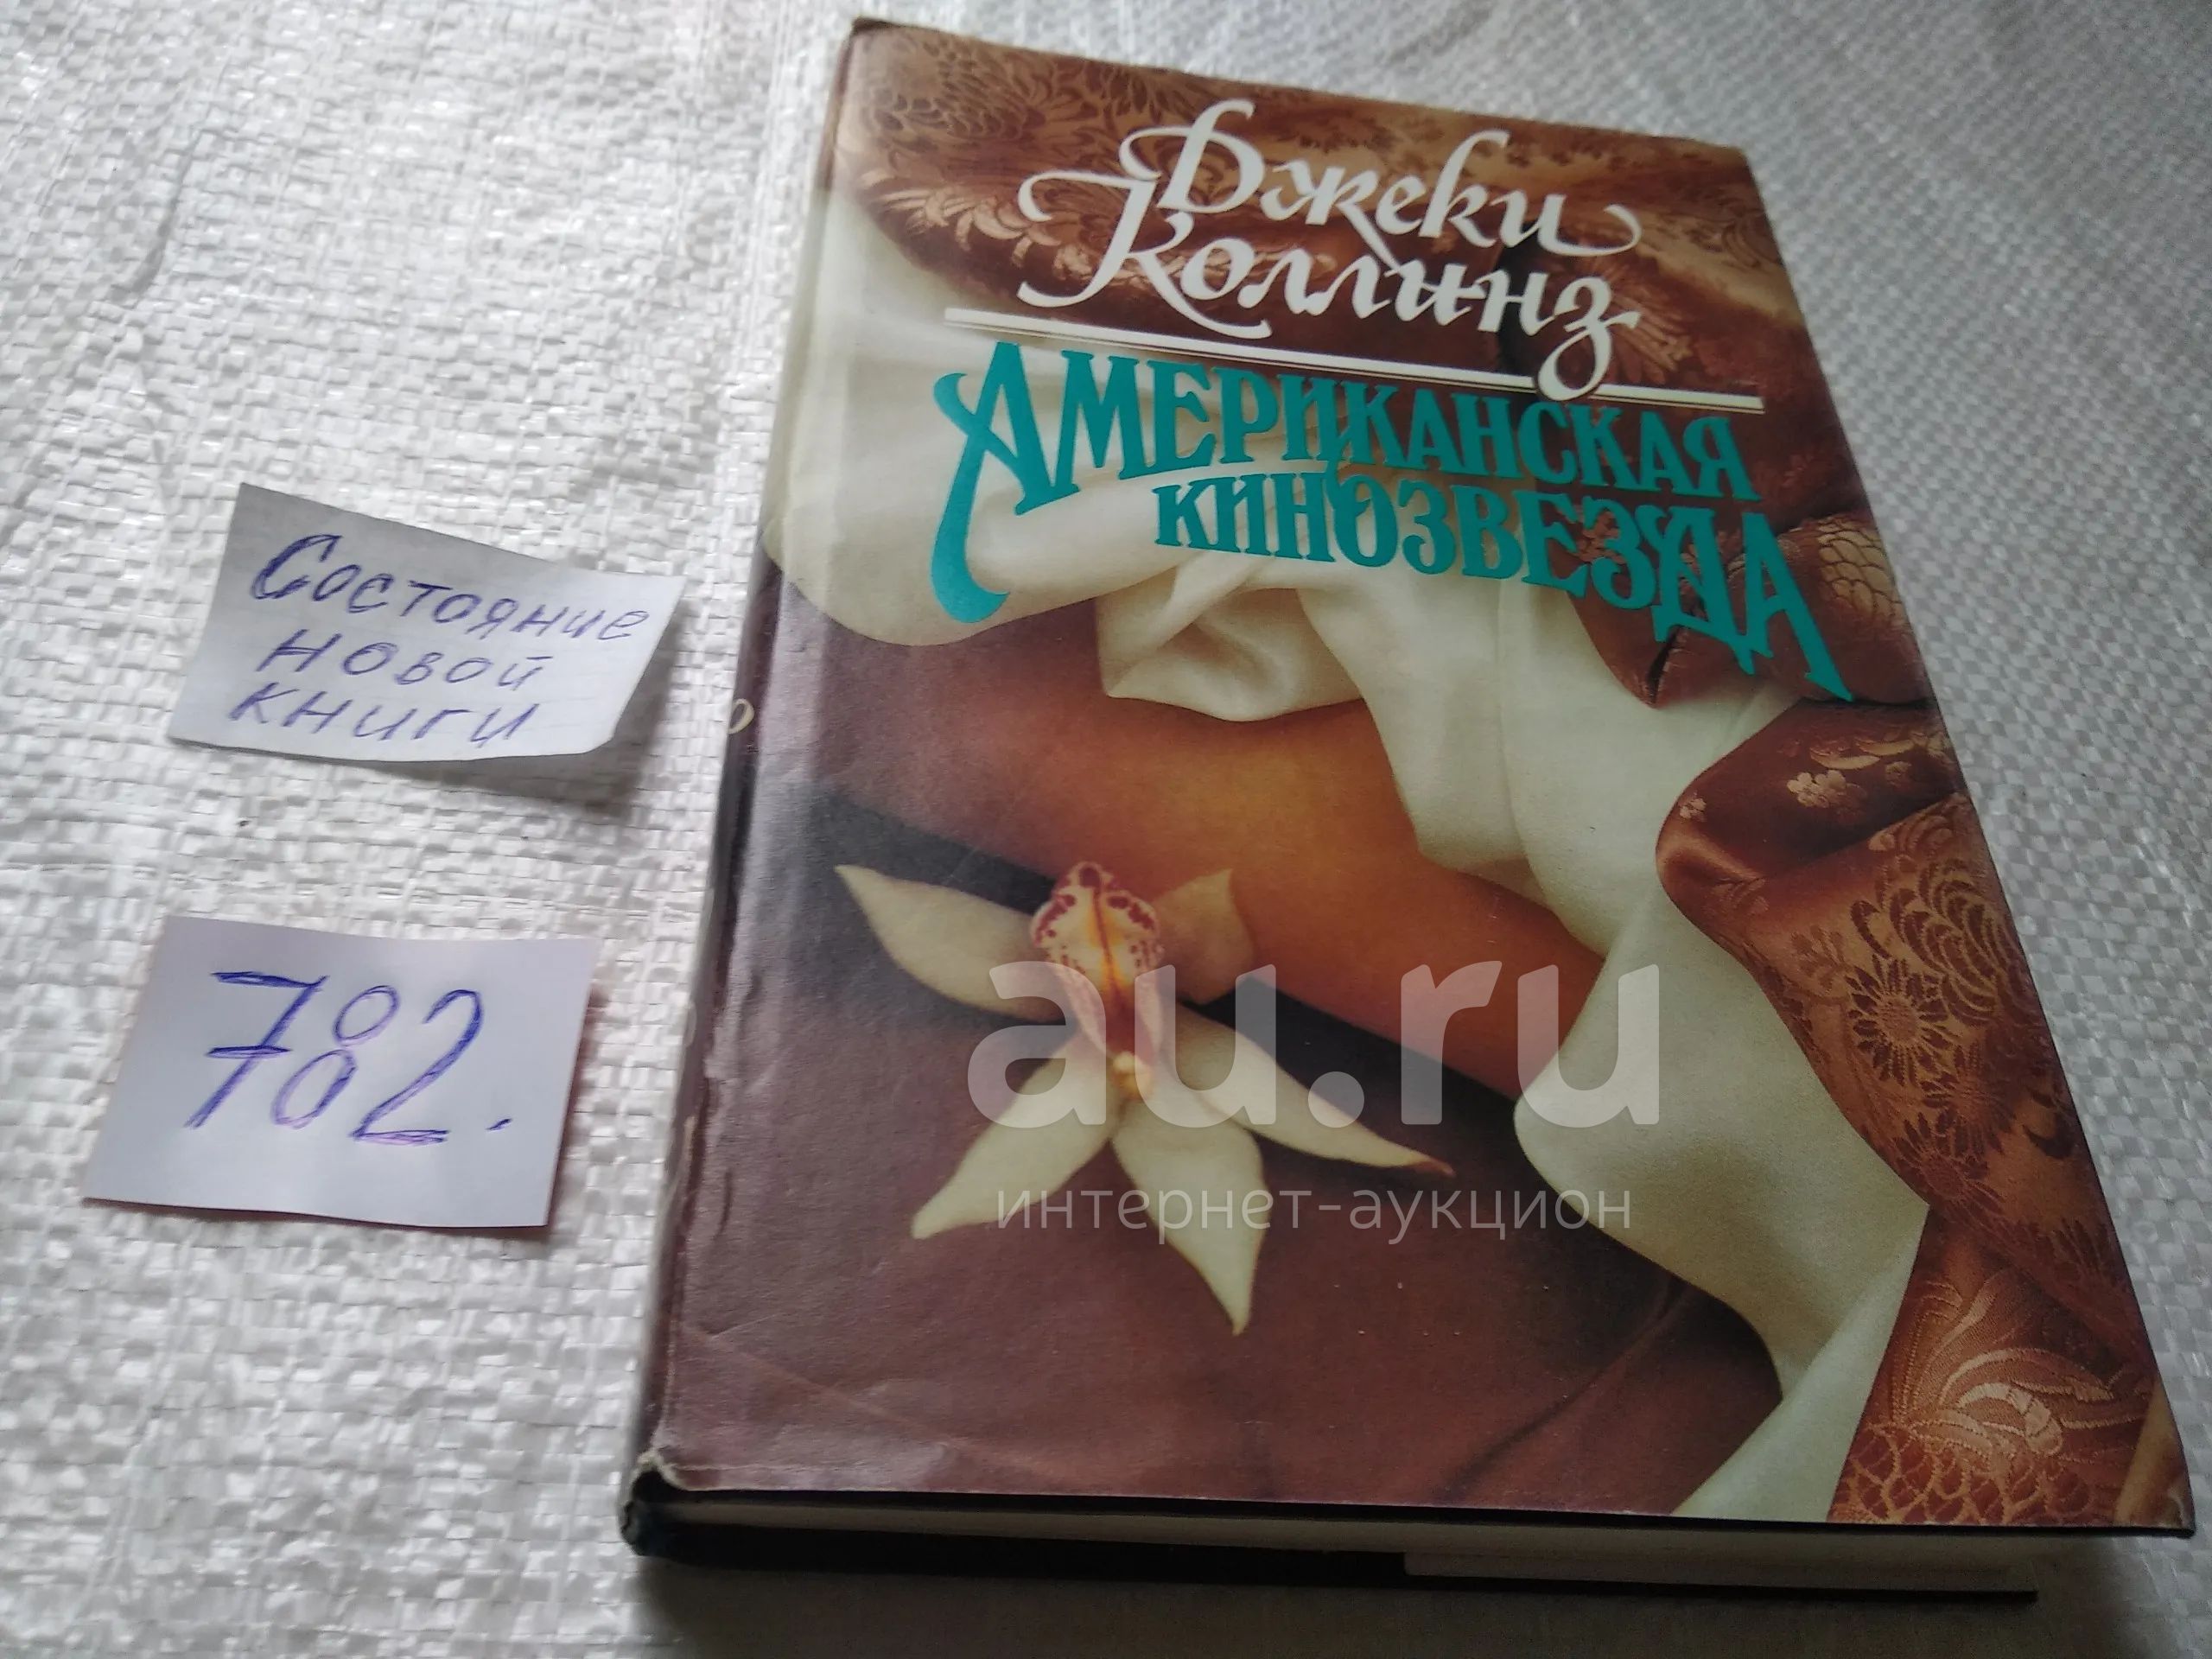 Джеки
Коллинз
Американская
кинозвезда
Состояние
новой
книги
782.
au.ru
интернет-аукцион